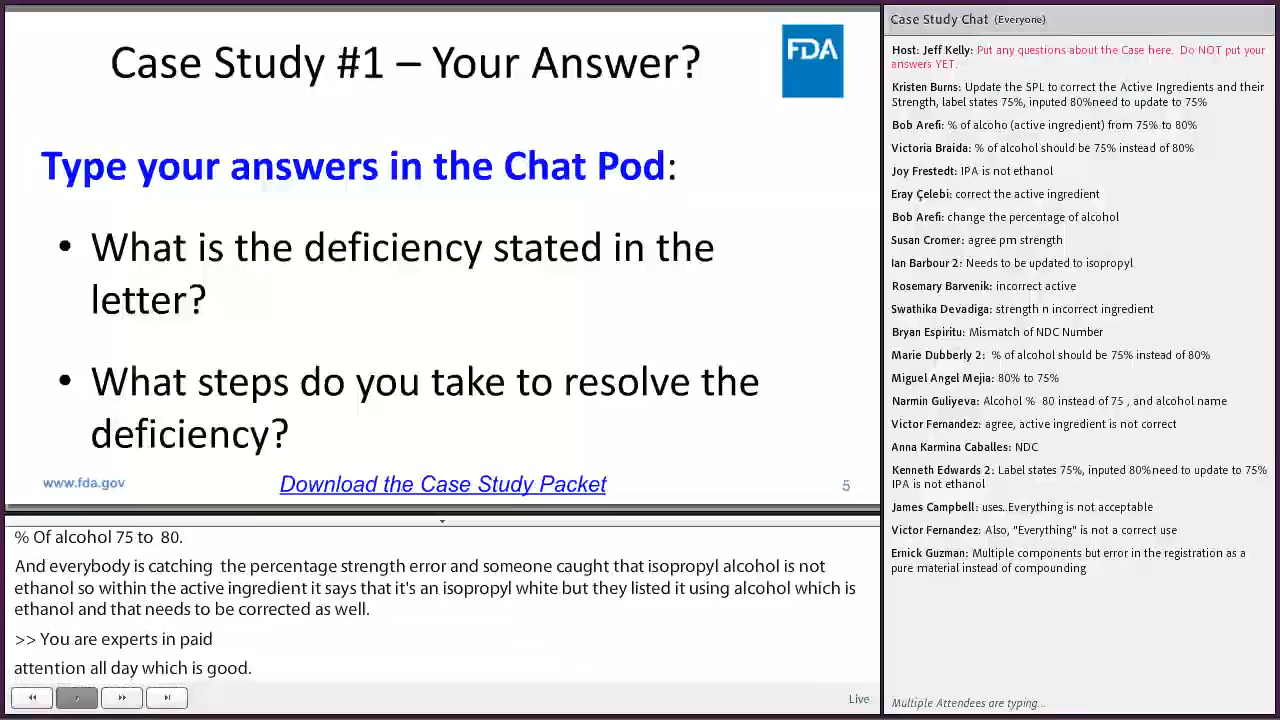 Case Study #1 – Your Answer?
FDA
Type your answers in the Chat Pod:
• What is the deficiency stated in the
letter?
• What steps do you take to resolve the
deficiency?
www.fda.gov
Download the Case Study Packet
5
% Of alcohol 75 to 80.
And everybody is catching the percentage strength error and someone caught that isopropyl alcohol is not
ethanol so within the active ingredient it says that it's an isopropyl white but they listed it using alcohol which is
ethanol and that needs to be corrected as well.
>> You are experts in paid
attention all day which is good.
Live
Case Study Chat (Everyone)
Host: Jeff Kelly: Put any questions about the Case here. Do NOT put your
answers YET.
Kristen Burns: Update the SPL to correct the Active Ingredients and their
Strength, label states 75%, inputed 80%need to update to 75%
Bob Arefi: % of alcoho (active ingredient) from 75% to 80%
Victoria Braida: % of alcohol should be 75% instead of 80%
Joy Frestedt: IPA is not ethanol
Eray Çelebi: correct the active ingredient
Bob Arefi: change the percentage of alcohol
Susan Cromer: agree pm strength
Ian Barbour 2: Needs to be updated to isopropyl
Rosemary Barvenik: incorrect active
Swathika Devadiga: strength n incorrect ingredient
Bryan Espiritu: Mismatch of NDC Number
Marie Dubberly 2: % of alcohol should be 75% instead of 80%
Miguel Angel Mejia: 80% to 75%
Narmin Guliyeva: Alcohol % 80 instead of 75 , and alcohol name
Victor Fernandez: agree, active ingredient is not correct
Anna Karmina Caballes: NDC
Kenneth Edwards 2: Label states 75%, inputed 80%need to update to 75%
IPA is not ethanol
James Campbell: uses..Everything is not acceptable
Victor Fernandez: Also, "Everything" is not a correct use
Ernick Guzman: Multiple components but error in the registration as a
pure material instead of compounding
Multiple Attendees are typing...